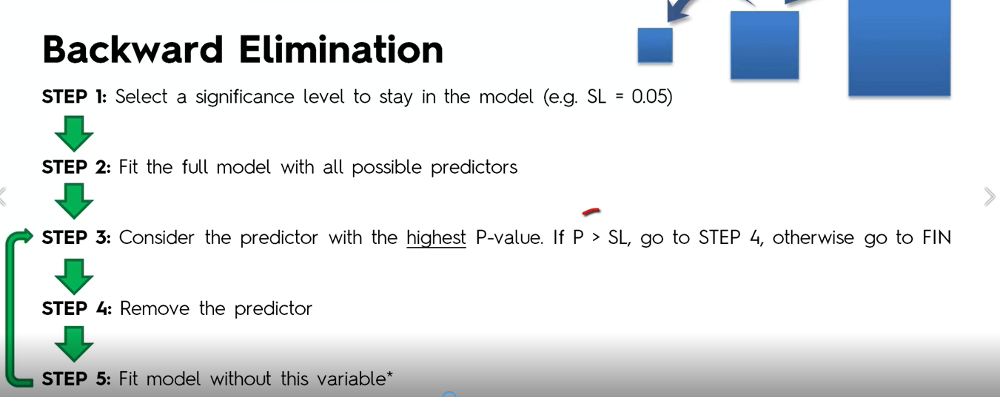 Backward Elimination
STEP 1: Select a significance level to stay in the model (e.g. SL = 0.05)
STEP 2: Fit the full model with all possible predictors
STEP 3: Consider the predictor with the highest P-value. If P > SL, go to STEP 4, otherwise go to FIN
STEP 4: Remove the predictor
STEP 5: Fit model without this variable*